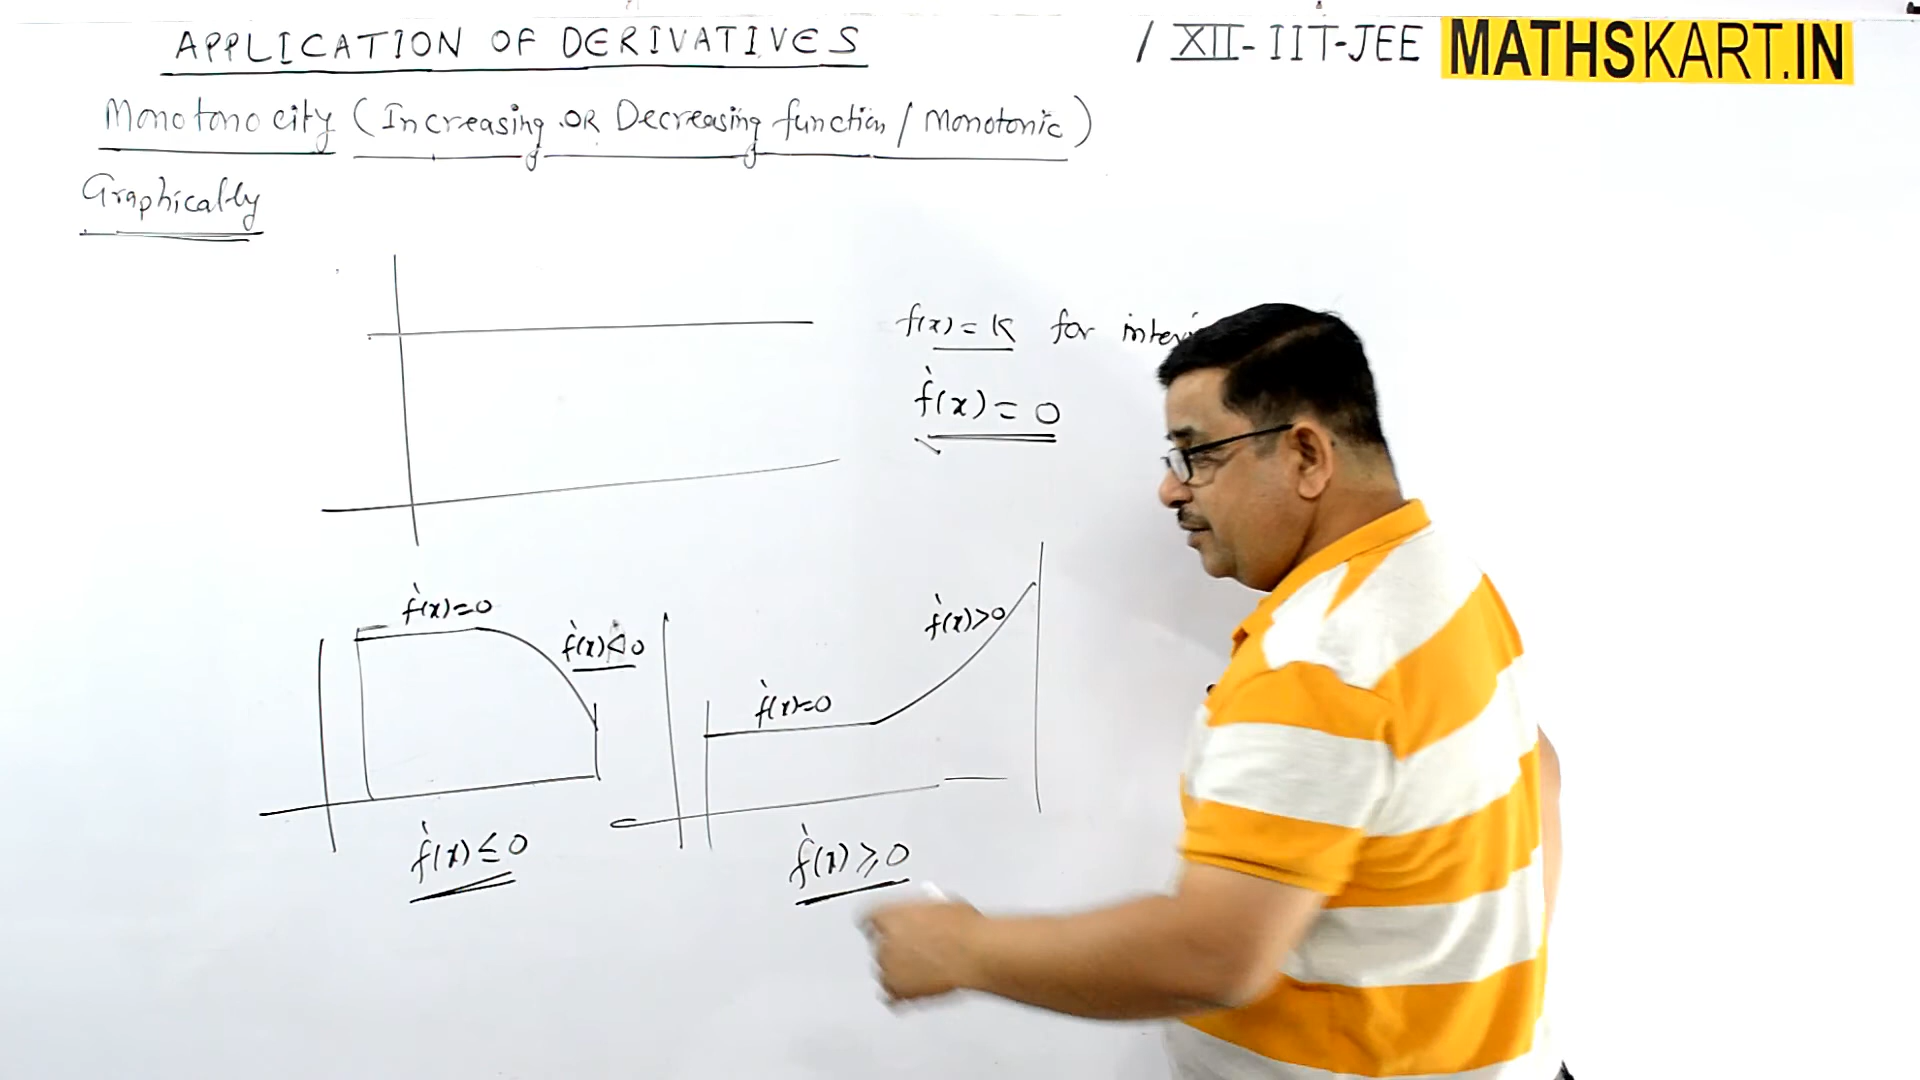 APPLICATION OF DERIVATIVES / XII-IIT-JEE MATHSKART.IN
Monotonocity (Increasing OR Decreasing function / Monotonic)
Graphically
f(x) = K for
f'(x) = 0
f'(x)=0
f'(x)<0
f'(x)>0
f'(x)=0
f'(x) ≤ 0
f'(x) ≥ 0